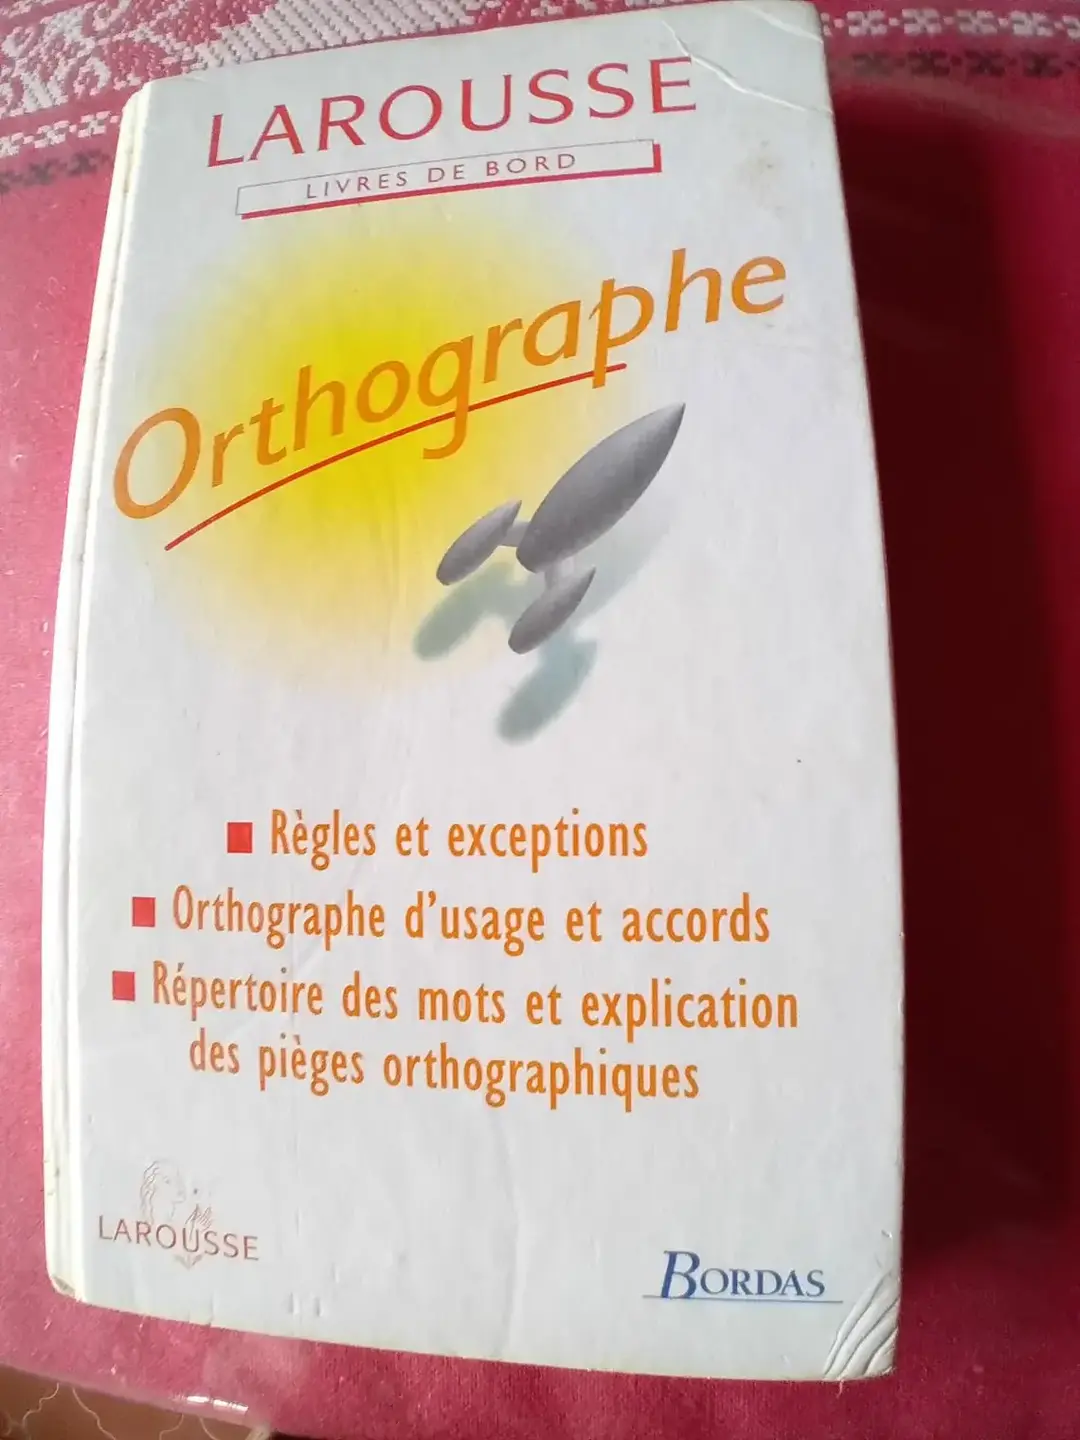 LAROUSSE
LIVRES DE BORD
Orthographe
Règles et exceptions
Orthographe d'usage et accords
Répertoire des mots et explication
des pièges orthographiques
LAROUSSE
BORDAS